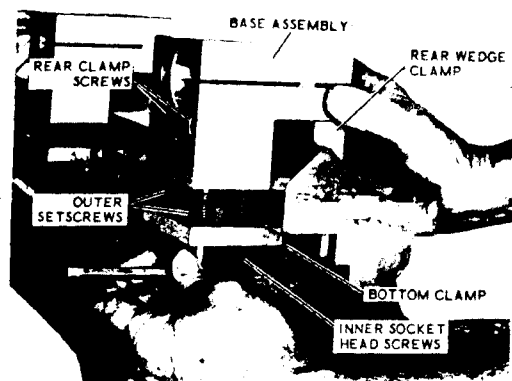 BASE ASSEMBLY
REAR CLAMP
SCREWS
REAR WEDGE
CLAMP
OUTER
SETSCREWS
BOTTOM CLAMP
INNER SOCKET
HEAD SCREWS